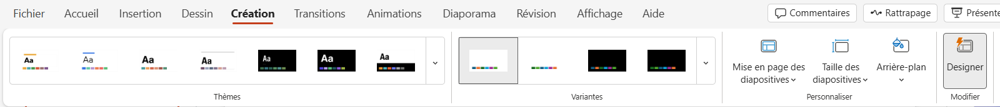 Fichier Accueil Insertion Dessin Création Transitions Animations Diaporama Révision Affichage Aide Commentaires Rattrapage Présente
Aa Aa Aa Aa Aa Aa Aa
Mise en page des diapositives
Taille des diapositives
Arrière-plan
Designer
Thèmes Variantes Personnaliser Modifier